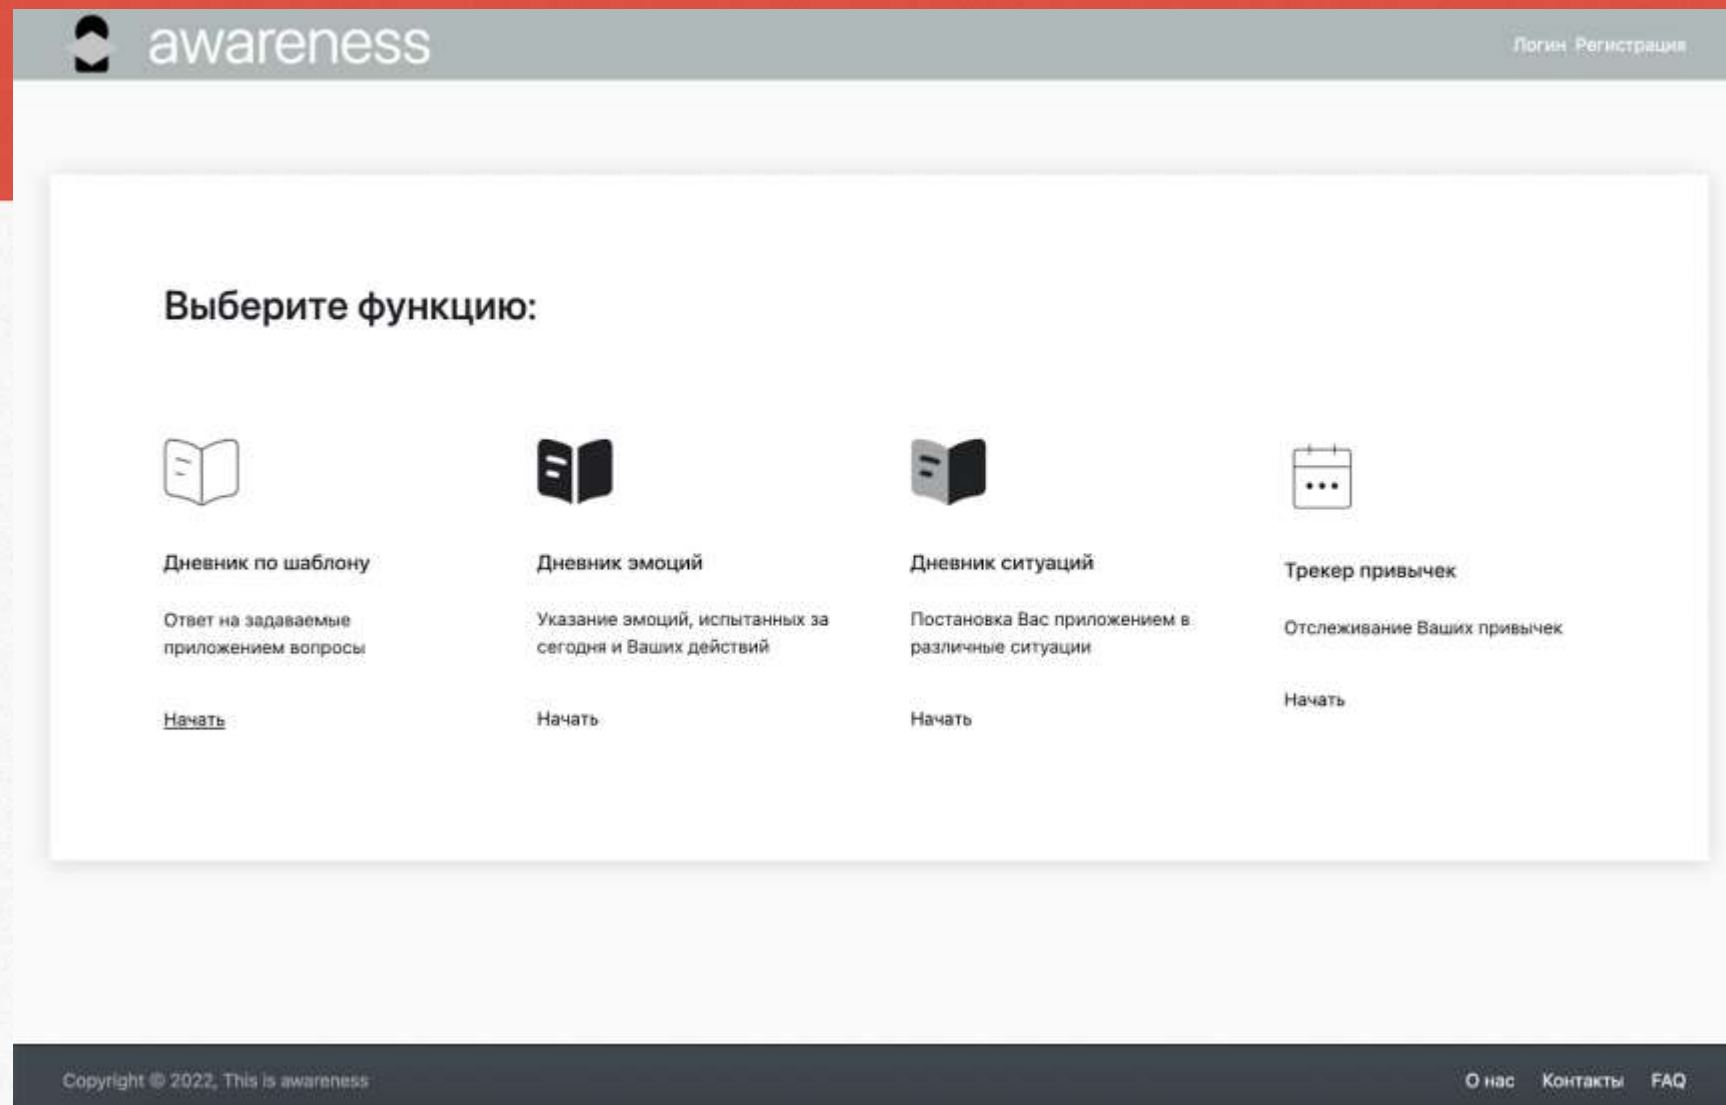 awareness
Логин Регистрация
Выберите функцию:
Дневник по шаблону
Ответ на задаваемые
приложением вопросы
Начать
Дневник эмоций
Указание эмоций, испытанных за
сегодня и Ваших действий
Начать
Дневник ситуаций
Постановка Вас приложением в
различные ситуации
Начать
Трекер привычек
Отслеживание Ваших привычек
Начать
Copyright © 2022, This is awareness
О нас Контакты FAQ